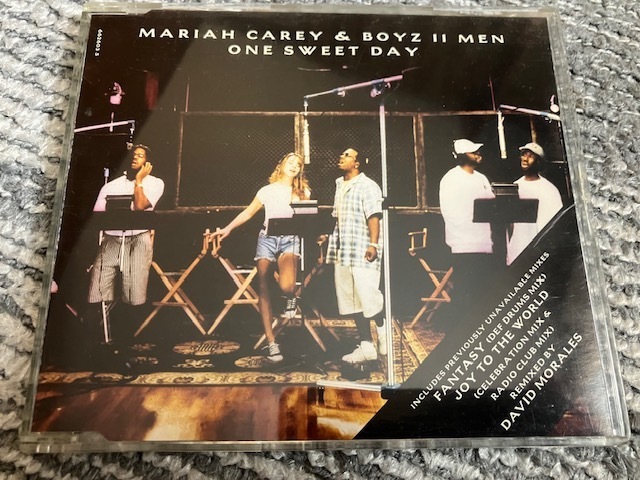 MARIAH CAREY & BOYZ II MEN
ONE SWEET DAY
INCLUDES PREVIOUSLY UNAVAILABLE MIXES
FANTASY (DEF DRUMS MIX)
JOY TO THE WORLD
(CELEBRATION MIX &
RADIO CLUB MIX)
REMIXED BY
DAVID MORALES